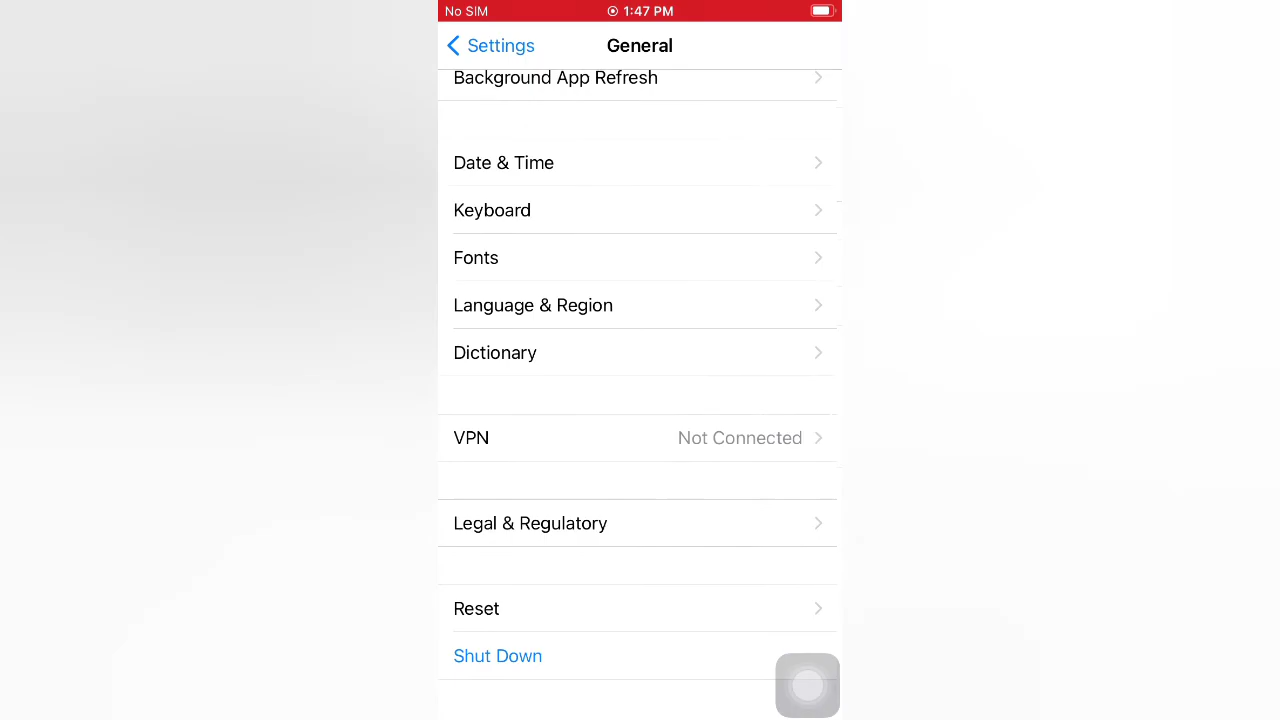 No SIM
1:47 PM
Settings
General
Background App Refresh
Date & Time
Keyboard
Fonts
Language & Region
Dictionary
VPN Not Connected
Legal & Regulatory
Reset
Shut Down